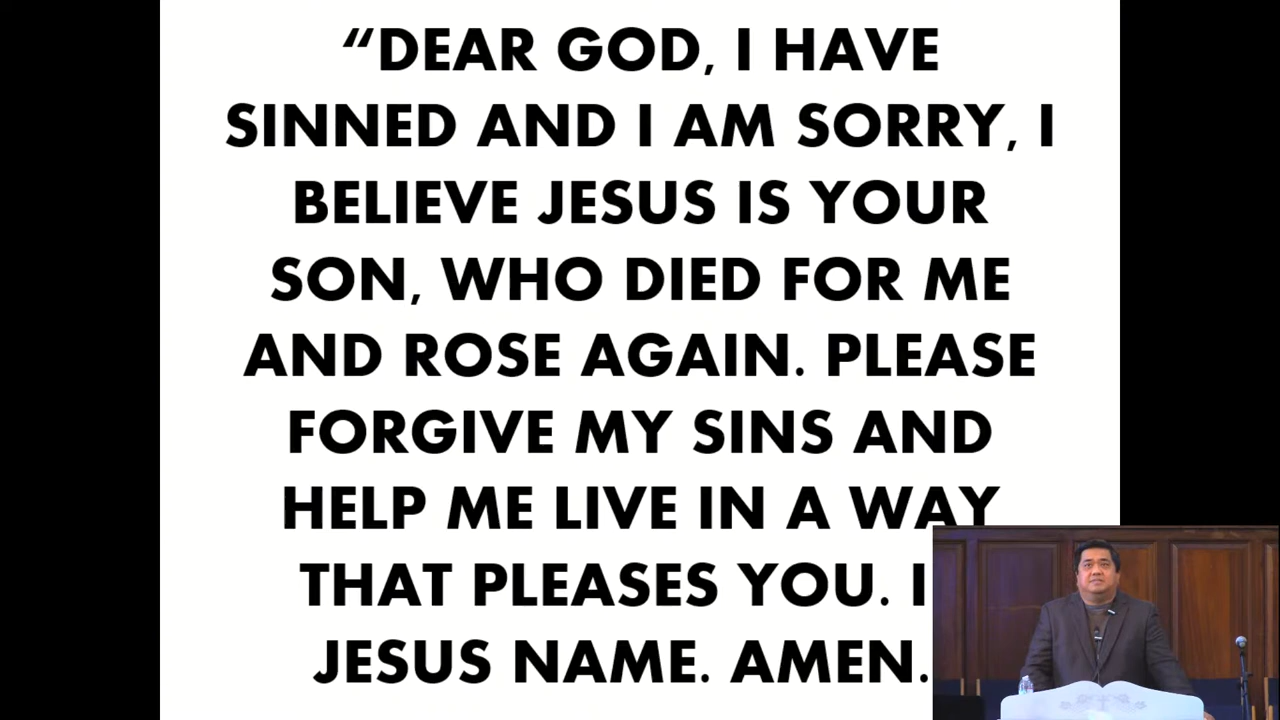 “DEAR GOD, I HAVE
SINNED AND I AM SORRY, I
BELIEVE JESUS IS YOUR
SON, WHO DIED FOR ME
AND ROSE AGAIN. PLEASE
FORGIVE MY SINS AND
HELP ME LIVE IN A WAY
THAT PLEASES YOU.
JESUS NAME. AMEN.